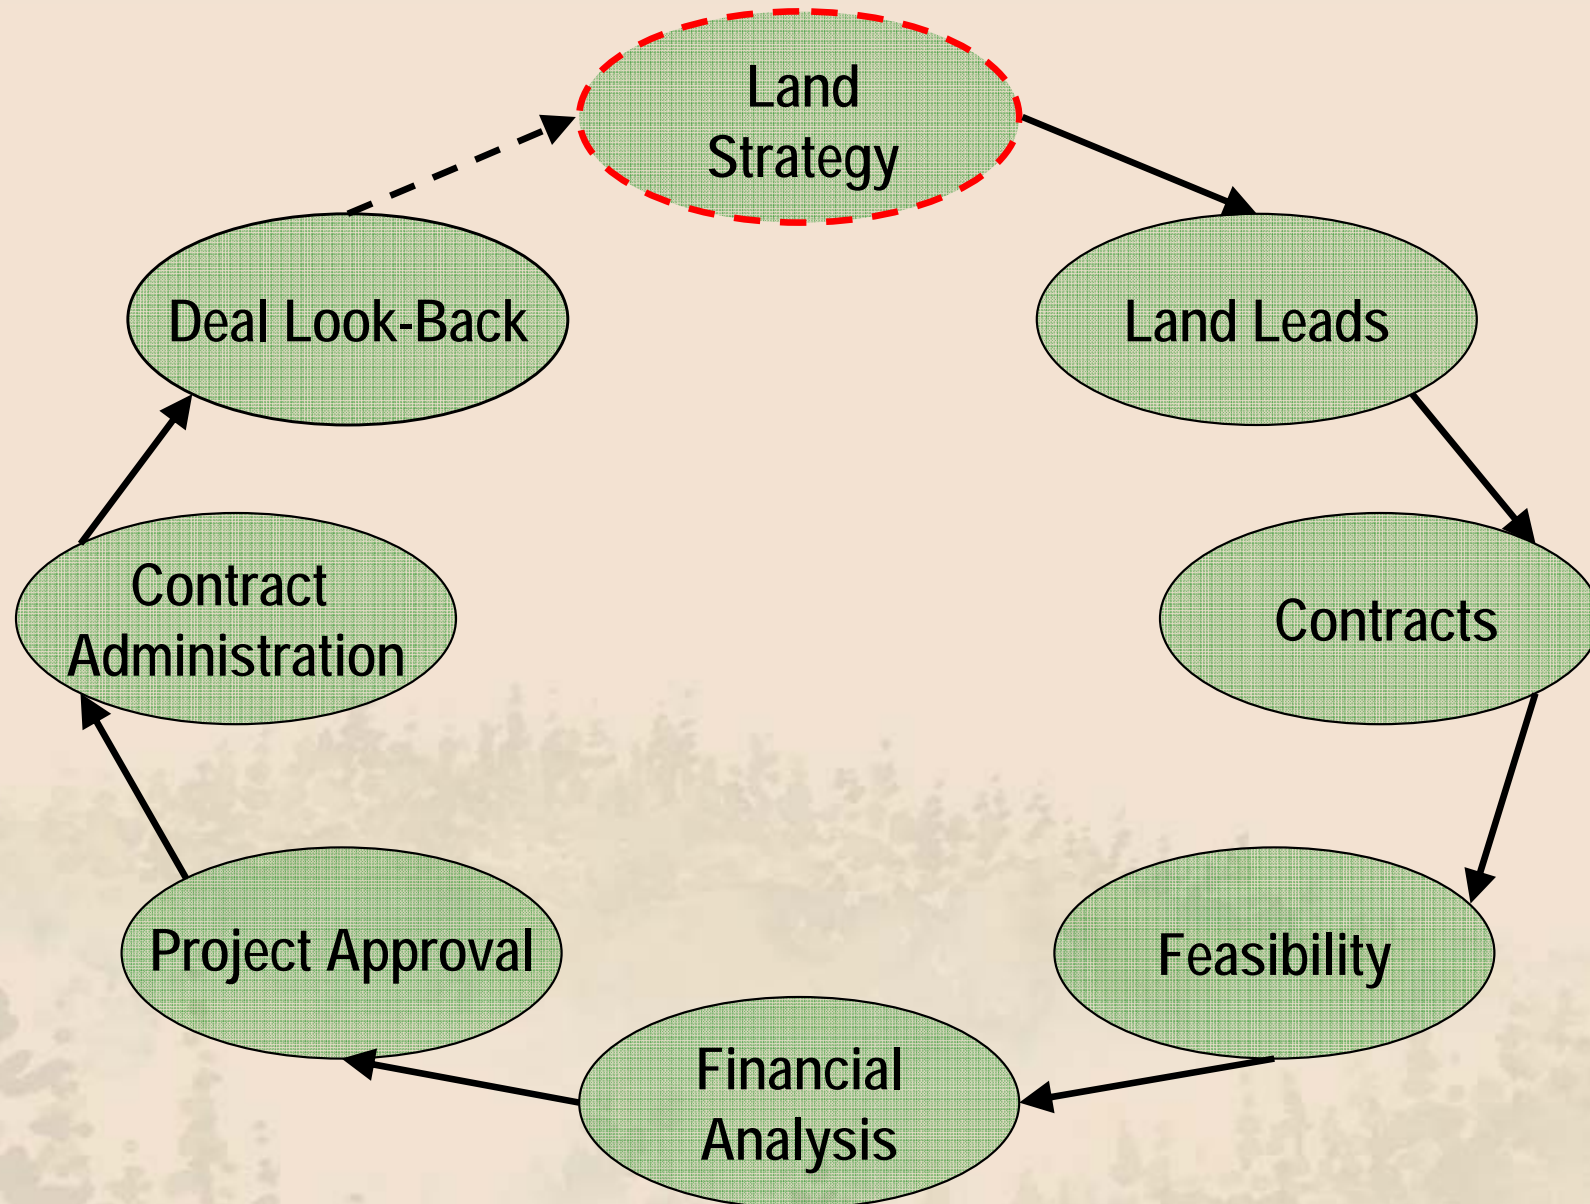 Land
Strategy
Deal Look-Back
Land Leads
Contract
Administration
Contracts
Project Approval
Feasibility
Financial
Analysis